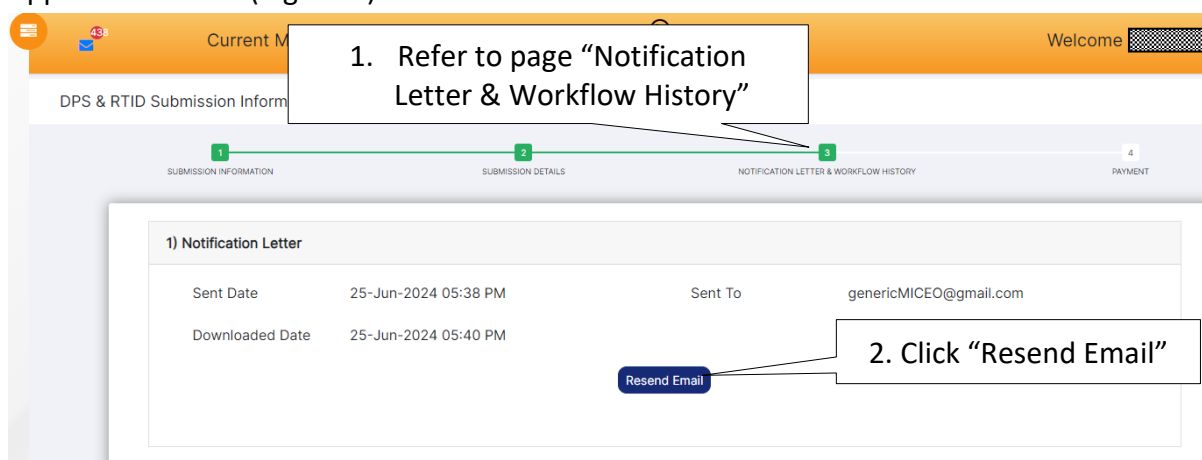 438
Current M
Welcome
1. Refer to page “Notification
Letter & Workflow History”
DPS & RTID Submission Inform
1
2
3
4
SUBMISSION INFORMATION
SUBMISSION DETAILS
NOTIFICATION LETTER & WORKFLOW HISTORY
PAYMENT
1) Notification Letter
Sent Date 25-Jun-2024 05:38 PM Sent To genericMICEO@gmail.com
Downloaded Date 25-Jun-2024 05:40 PM
2. Click “Resend Email”
Resend Email